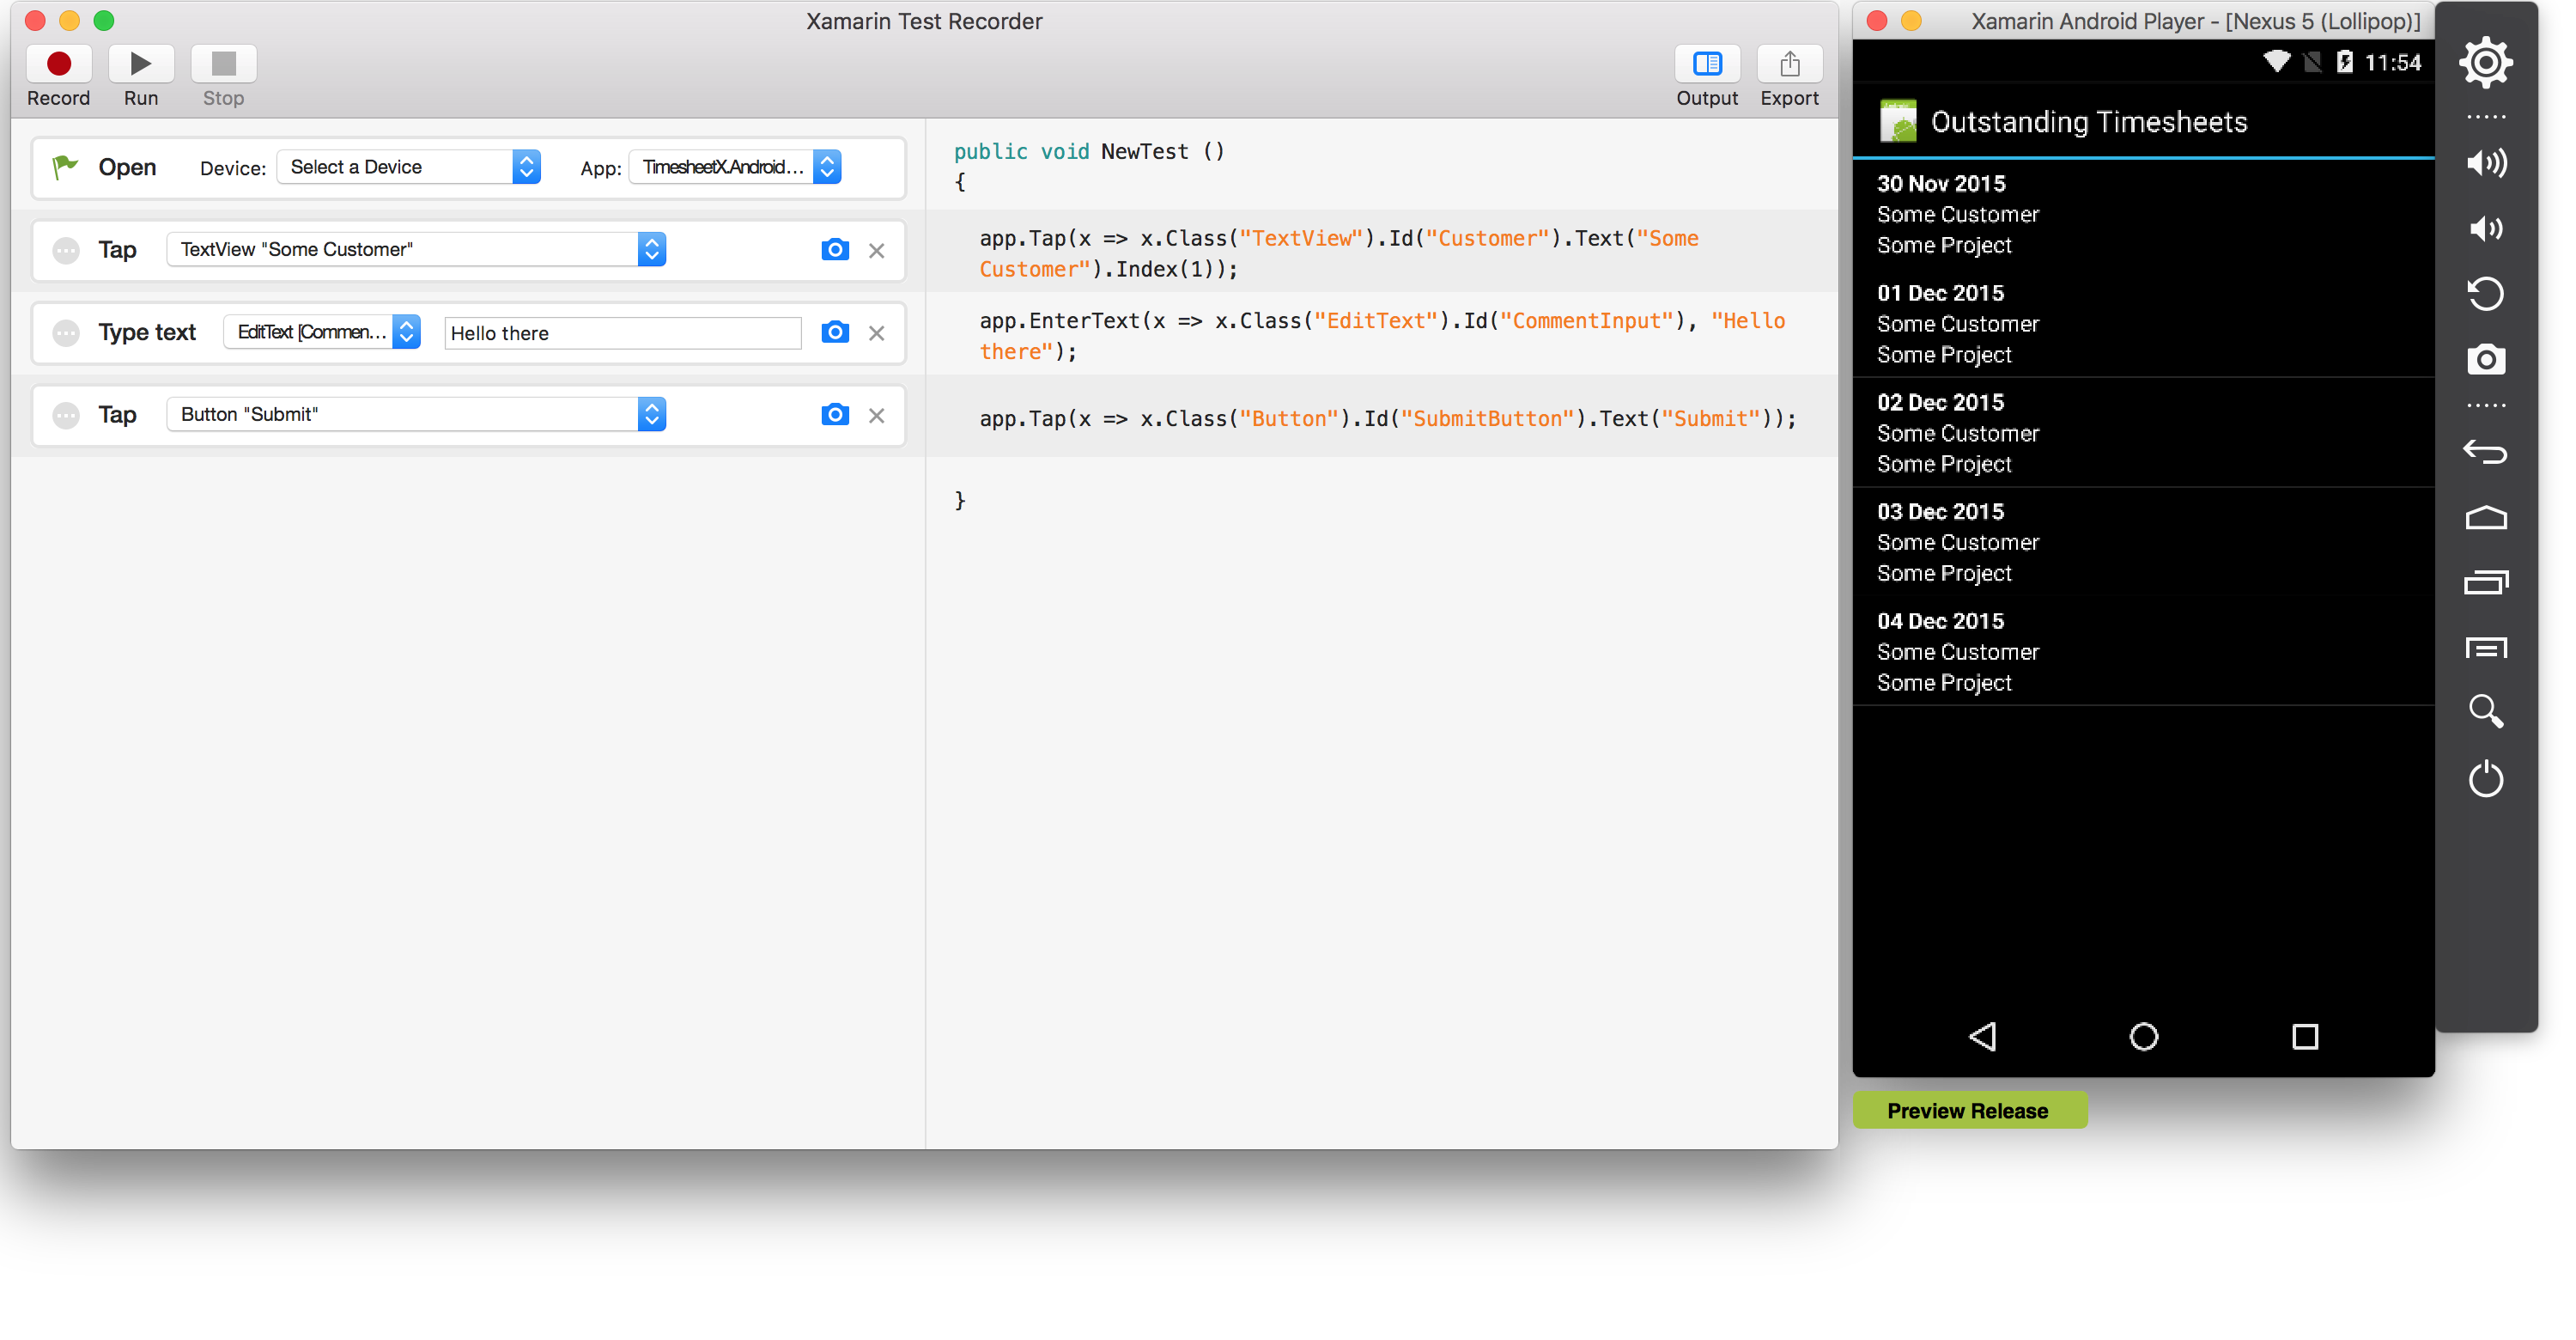 Xamarin Test Recorder
Record
Run
Stop
Output
Export
Open
Device:
Select a Device
App:
TimesheetX.Android...
Tap
TextView "Some Customer"
Type text
EditText [Commen...
Hello there
Tap
Button "Submit"
public void NewTest ()
{
app.Tap(x => x.Class("TextView").Id("Customer").Text("Some
Customer").Index(1));
app.EnterText(x => x.Class("EditText").Id("CommentInput"), "Hello
there");
app.Tap(x => x.Class("Button").Id("SubmitButton").Text("Submit"));
}
Xamarin Android Player - [Nexus 5 (Lollipop)]
11:54
Outstanding Timesheets
30 Nov 2015
Some Customer
Some Project
01 Dec 2015
Some Customer
Some Project
02 Dec 2015
Some Customer
Some Project
03 Dec 2015
Some Customer
Some Project
04 Dec 2015
Some Customer
Some Project
Preview Release